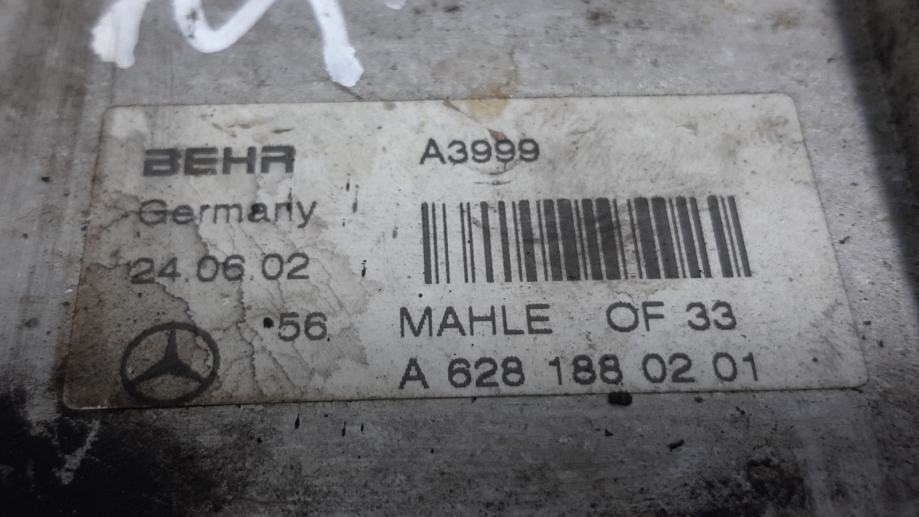 BEHR
Germany
24.06.02
56
A3999
MAHLE OF 33
A 628 188 02 01